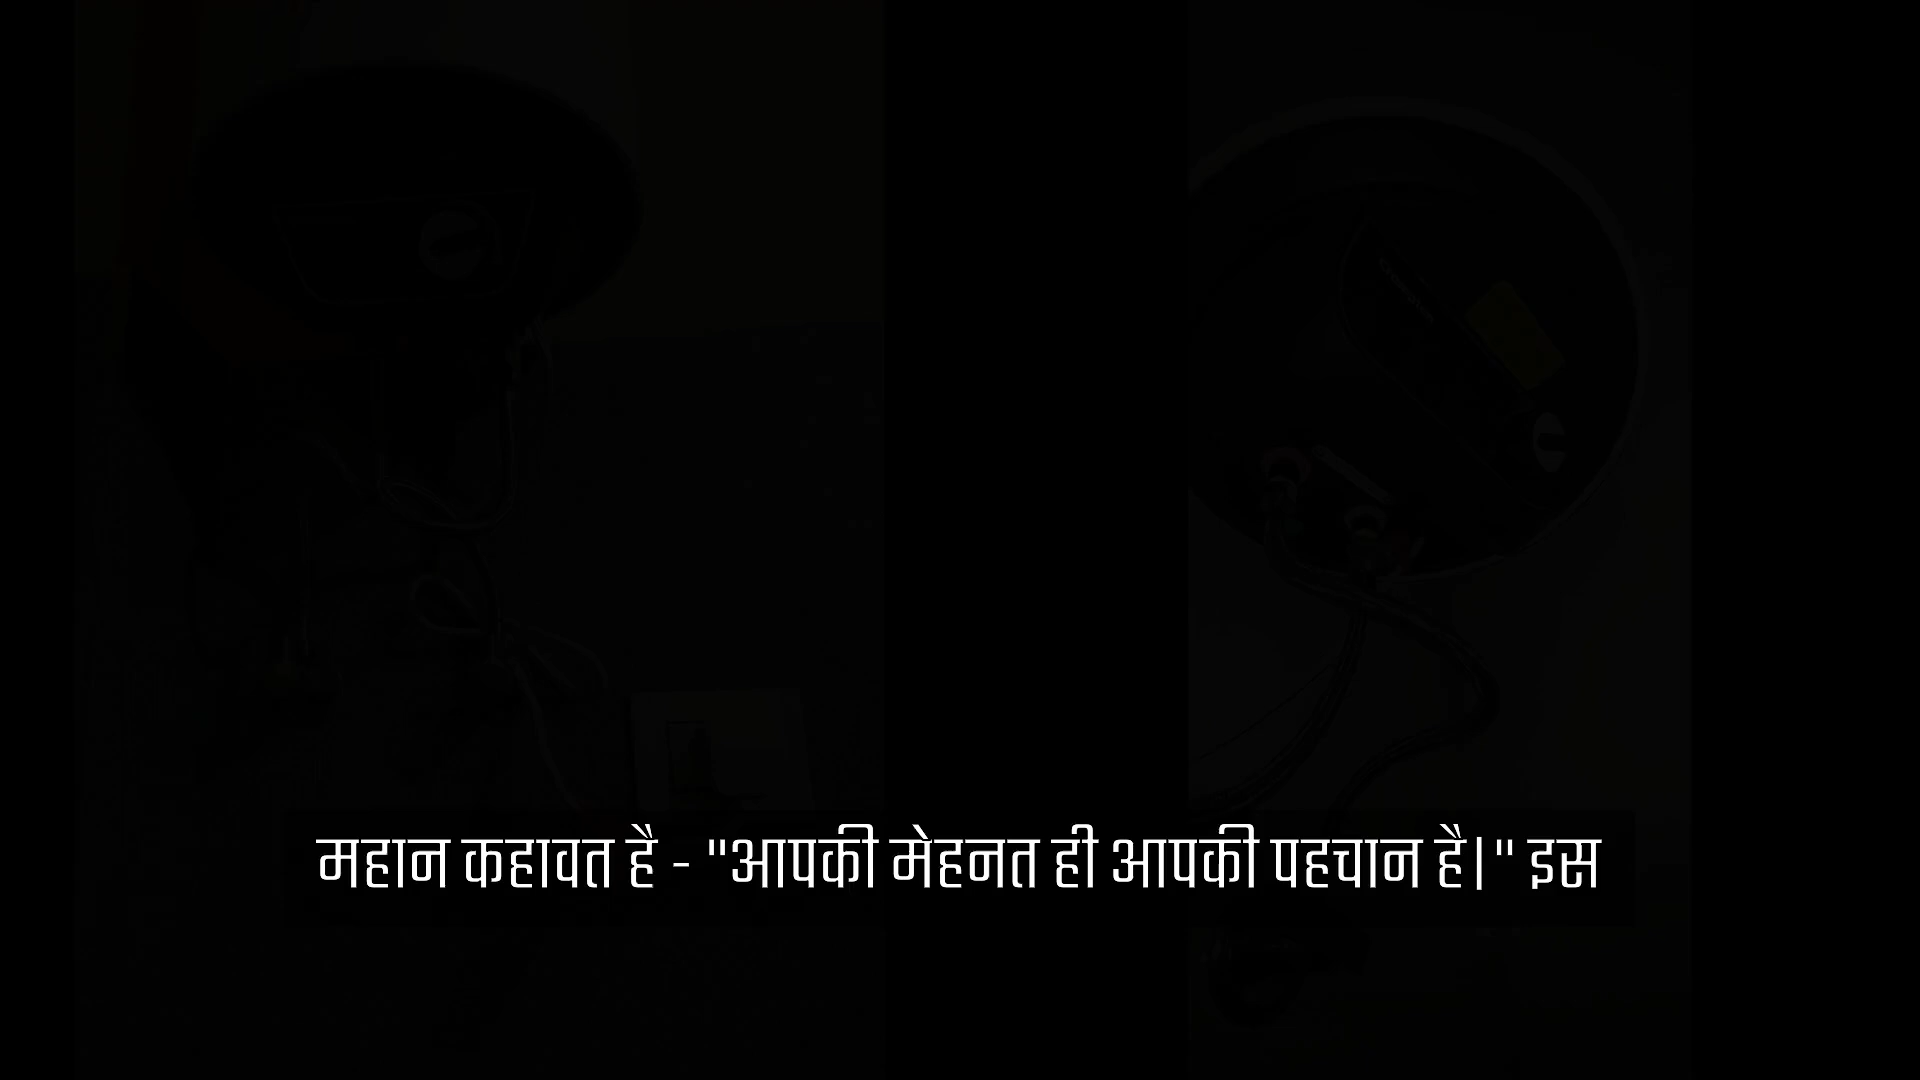 महान कहावत है - "आपकी मेहनत ही आपकी पहचान है।" इस